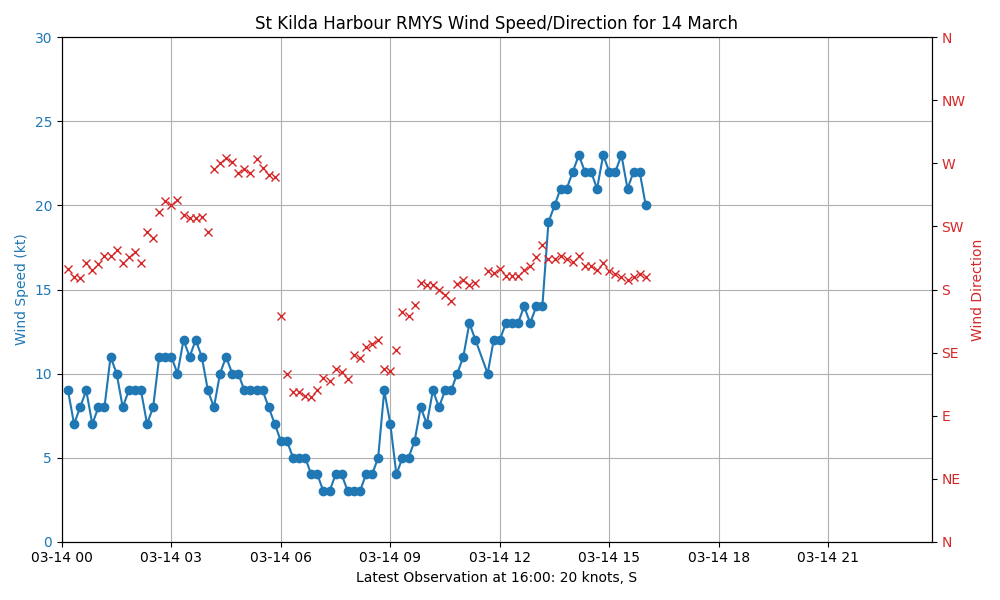 St Kilda Harbour RMYS Wind Speed/Direction for 14 March
30
25
20
15
10
5
0
Wind Speed (kt)
N
NW
W
SW
S
SE
E
NE
N
Wind Direction
03-14 00
03-14 03
03-14 06
03-14 09
03-14 12
03-14 15
03-14 18
03-14 21
Latest Observation at 16:00: 20 knots, S